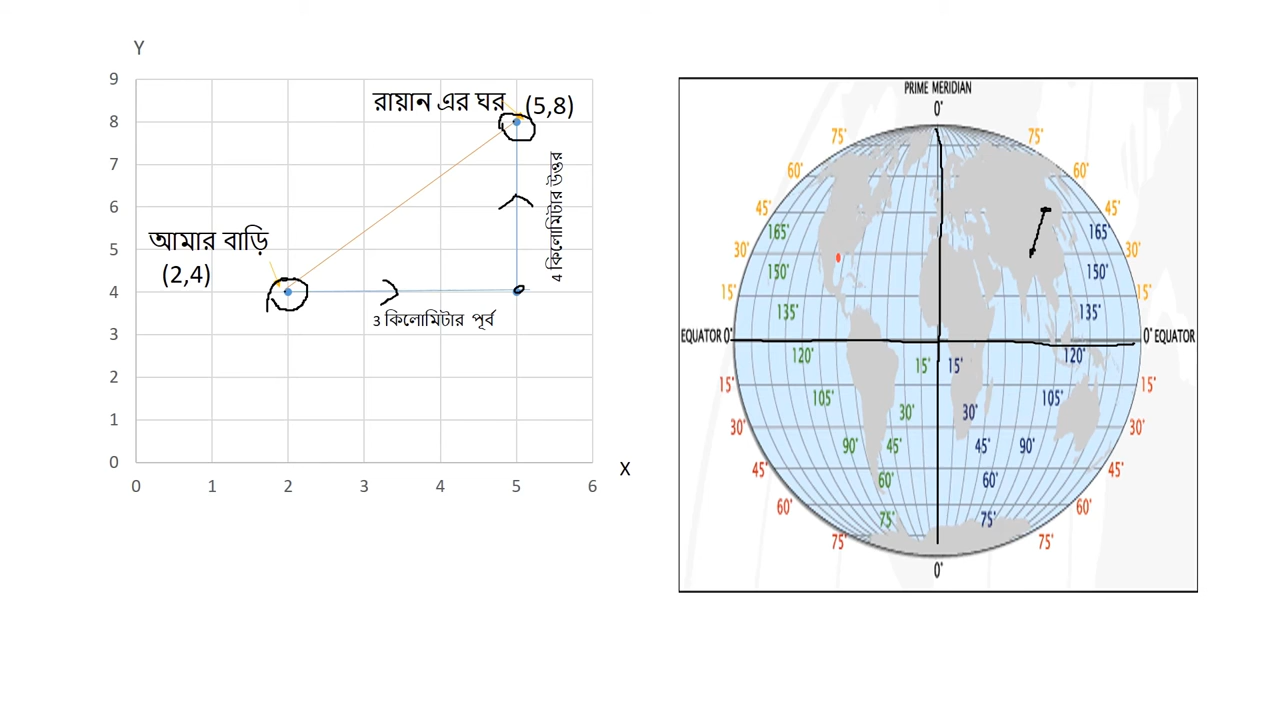 Y
9
8
7
6
5
4
3
2
1
0
0 1 2 3 4 5 6
X
রায়ান এর ঘর (5,8)
আমার বাড়ি
(2,4)
3 কিলোমিটার পূর্ব
4 কিলোমিটার উত্তর
PRIME MERIDIAN
0°
75° 75°
60° 60°
45° 45°
165° 165°
30° 30°
150° 150°
15° 15°
135° 135°
EQUATOR 0° 0° EQUATOR
120° 15° 15° 120°
15° 15°
105° 30° 30° 105°
30° 30°
90° 45° 45° 90°
45° 45°
60° 60°
60° 60°
75° 75°
75° 75°
0°